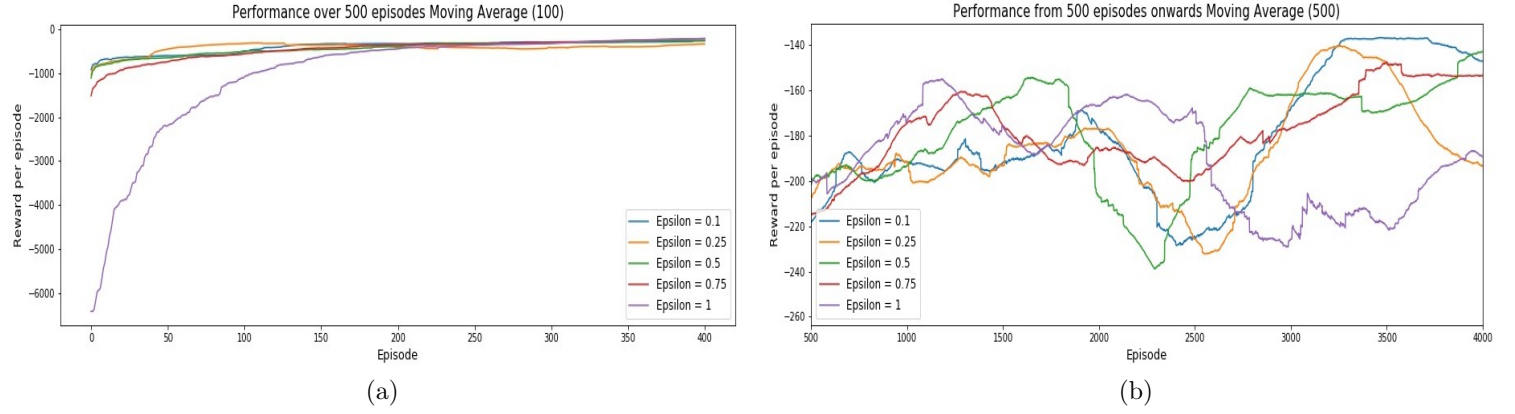 Performance over 500 episodes Moving Average (100)
Reward per episode
0
−1000
−2000
−3000
−4000
−5000
−6000
0 50 100 150 200 250 300 350 400
Episode
Epsilon = 0.1
Epsilon = 0.25
Epsilon = 0.5
Epsilon = 0.75
Epsilon = 1
(a)
Performance from 500 episodes onwards Moving Average (500)
Reward per episode
−140
−160
−180
−200
−220
−240
−260
500 1000 1500 2000 2500 3000 3500 4000
Episode
Epsilon = 0.1
Epsilon = 0.25
Epsilon = 0.5
Epsilon = 0.75
Epsilon = 1
(b)